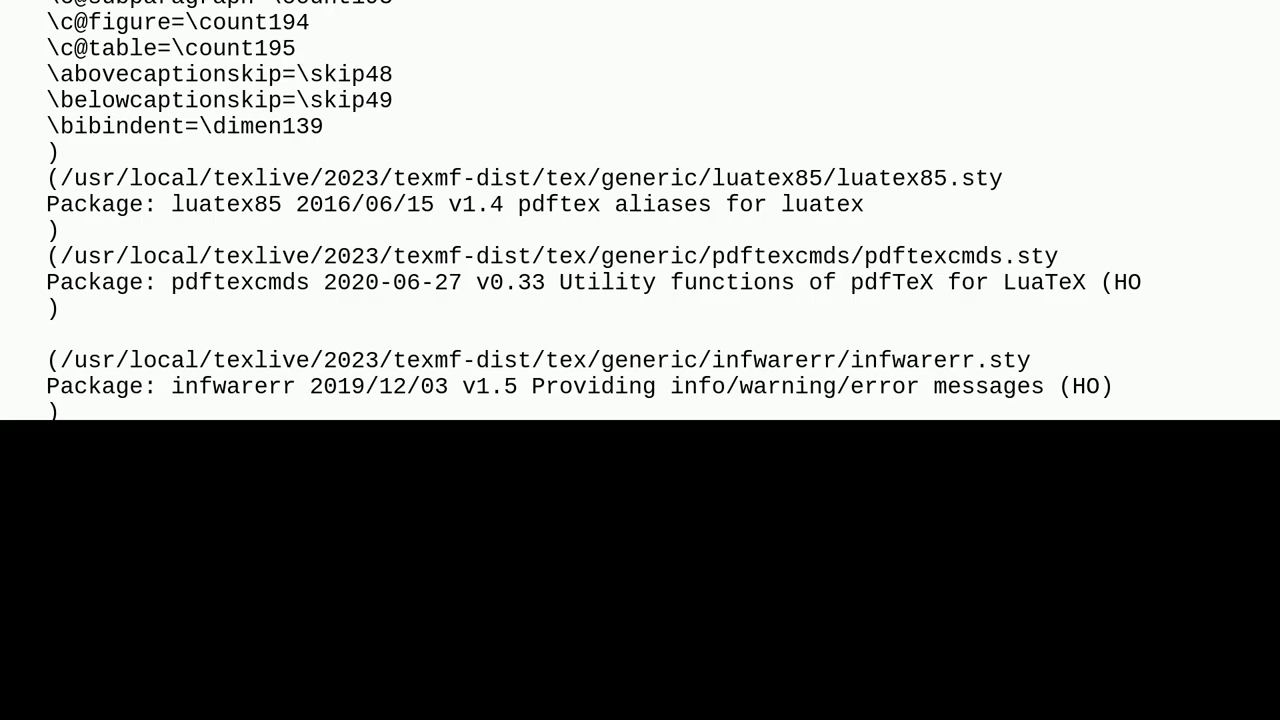 \c@figure=\count194
\c@table=\count195
\abovecaptionskip=\skip48
\belowcaptionskip=\skip49
\bibindent=\dimen139
)
(/usr/local/texlive/2023/texmf-dist/tex/generic/luatex85/luatex85.sty
Package: luatex85 2016/06/15 v1.4 pdftex aliases for luatex
)
(/usr/local/texlive/2023/texmf-dist/tex/generic/pdftexcmds/pdftexcmds.sty
Package: pdftexcmds 2020-06-27 v0.33 Utility functions of pdfTeX for LuaTeX (HO
)
(/usr/local/texlive/2023/texmf-dist/tex/generic/infwarerr/infwarerr.sty
Package: infwarerr 2019/12/03 v1.5 Providing info/warning/error messages (HO)
)